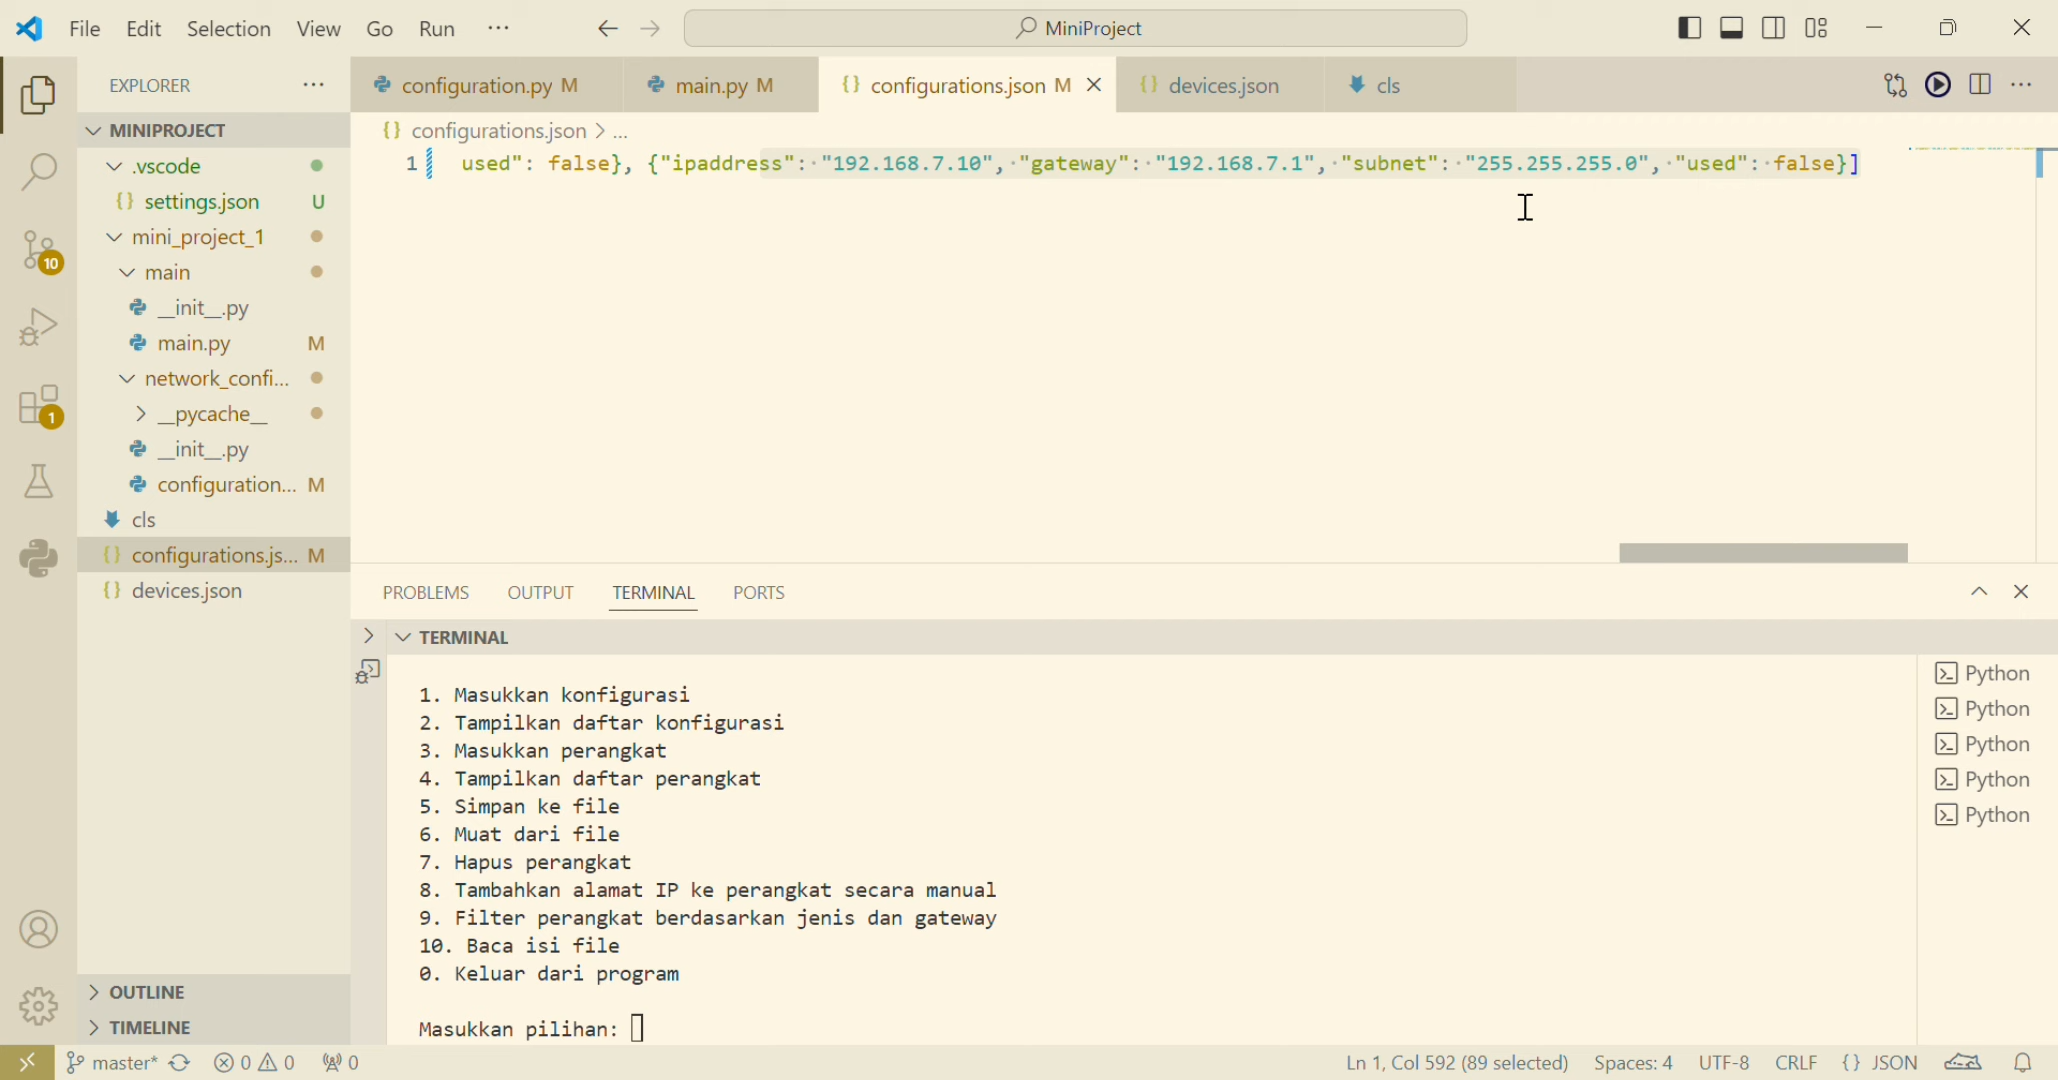 File Edit Selection View Go Run ··· MiniProject
EXPLORER ···
configuration.py M
main.py M
{} configurations.json M
{} devices.json
cls
MINIPROJECT
.vscode
{} settings.json U
mini_project_1
main
__init__.py
main.py M
network_confi...
__pycache__
__init__.py
configuration... M
cls
{} configurations.js... M
{} devices.json
OUTLINE
TIMELINE
10
1
{} configurations.json > ...
1 used": false}, {"ipaddress": "192.168.7.10", "gateway": "192.168.7.1", "subnet": "255.255.255.0", "used": false}]
PROBLEMS OUTPUT TERMINAL PORTS
TERMINAL
1. Masukkan konfigurasi
2. Tampilkan daftar konfigurasi
3. Masukkan perangkat
4. Tampilkan daftar perangkat
5. Simpan ke file
6. Muat dari file
7. Hapus perangkat
8. Tambahkan alamat IP ke perangkat secara manual
9. Filter perangkat berdasarkan jenis dan gateway
10. Baca isi file
0. Keluar dari program
Masukkan pilihan:
Python
Python
Python
Python
Python
master* 0 0 0 Ln 1, Col 592 (89 selected) Spaces: 4 UTF-8 CRLF {} JSON